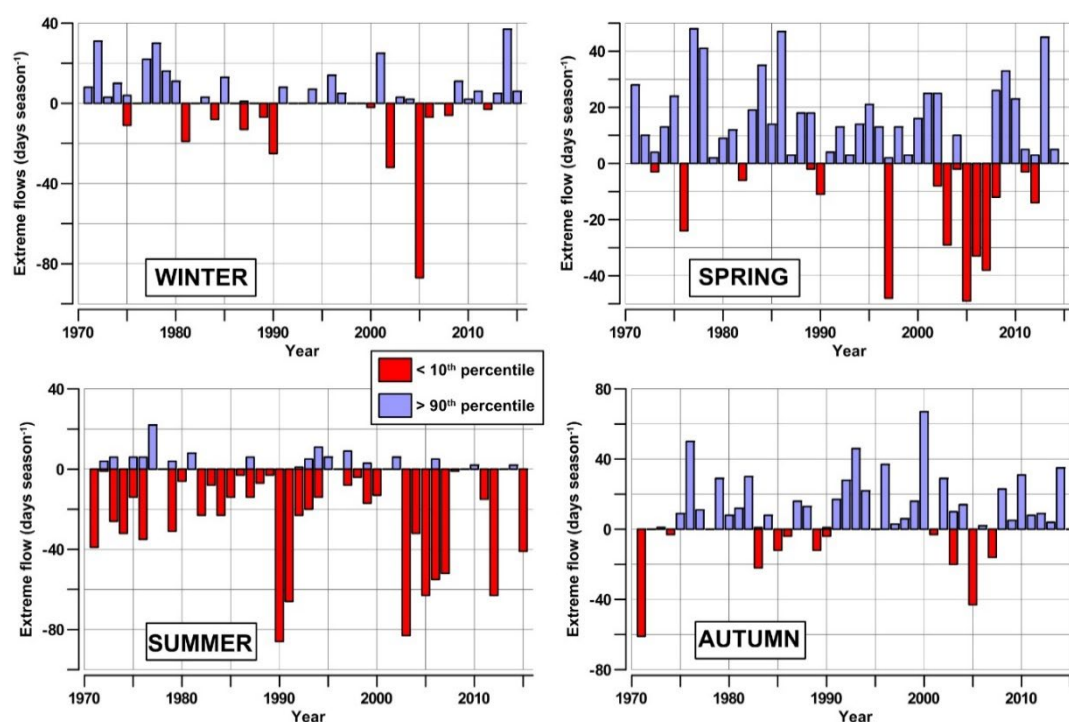 Extreme flows (days season⁻¹)
40
0
-40
-80
WINTER
1970 1980 1990 2000 2010
Year
Extreme flow (days season⁻¹)
40
20
0
-20
-40
SPRING
1970 1980 1990 2000 2010
Year
< 10th percentile
> 90th percentile
Extreme flow (days season⁻¹)
40
0
-40
-80
SUMMER
1970 1980 1990 2000 2010
Year
Extreme flow (days season⁻¹)
80
40
0
-40
-80
AUTUMN
1970 1980 1990 2000 2010
Year